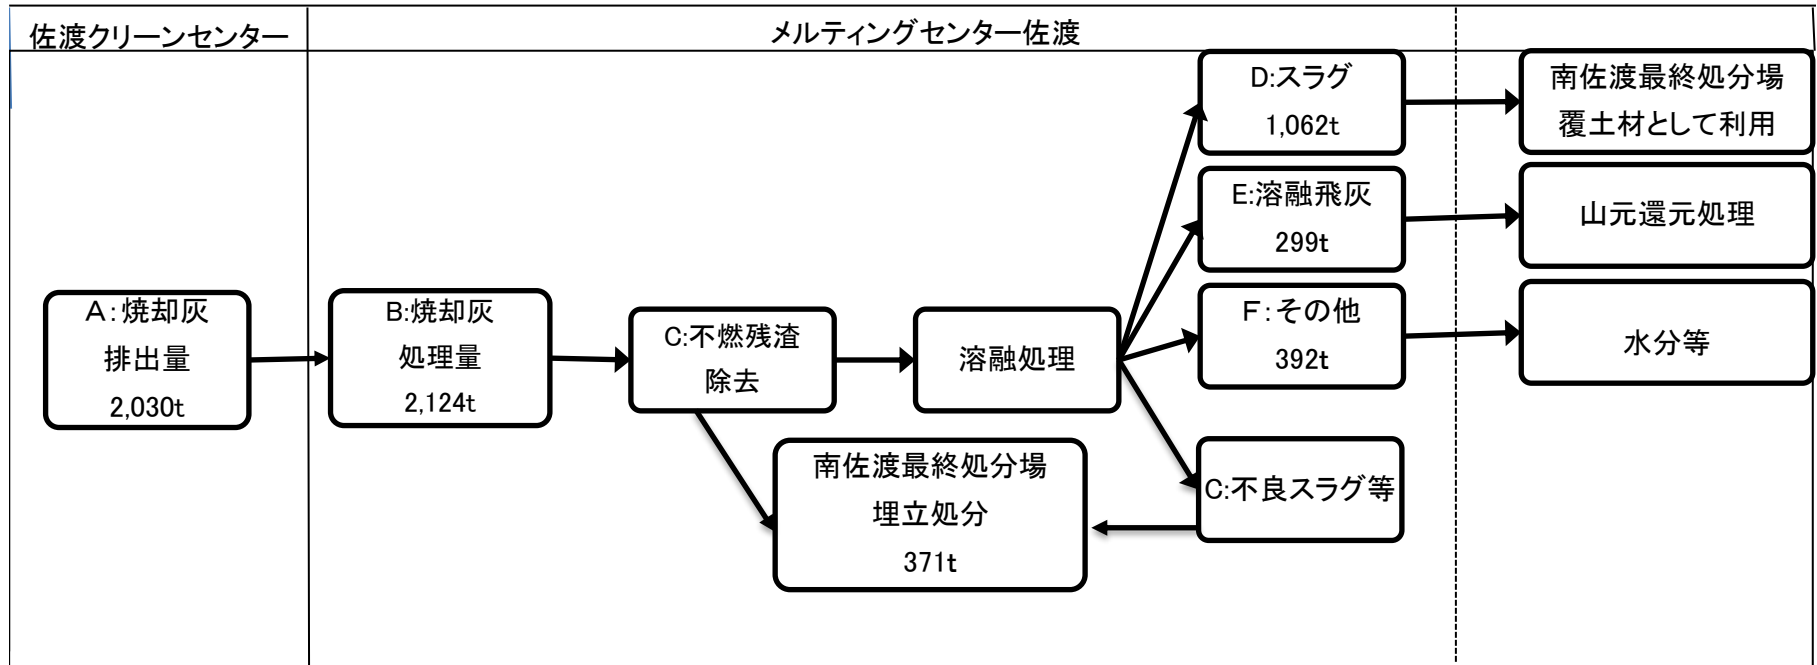 佐渡クリーンセンター
メルティングセンター佐渡
A:焼却灰
排出量
2,030t
B:焼却灰
処理量
2,124t
C:不燃残渣
除去
溶融処理
D:スラグ
1,062t
南佐渡最終処分場
覆土材として利用
E:溶融飛灰
299t
山元還元処理
F:その他
392t
水分等
C:不良スラグ等
南佐渡最終処分場
埋立処分
371t